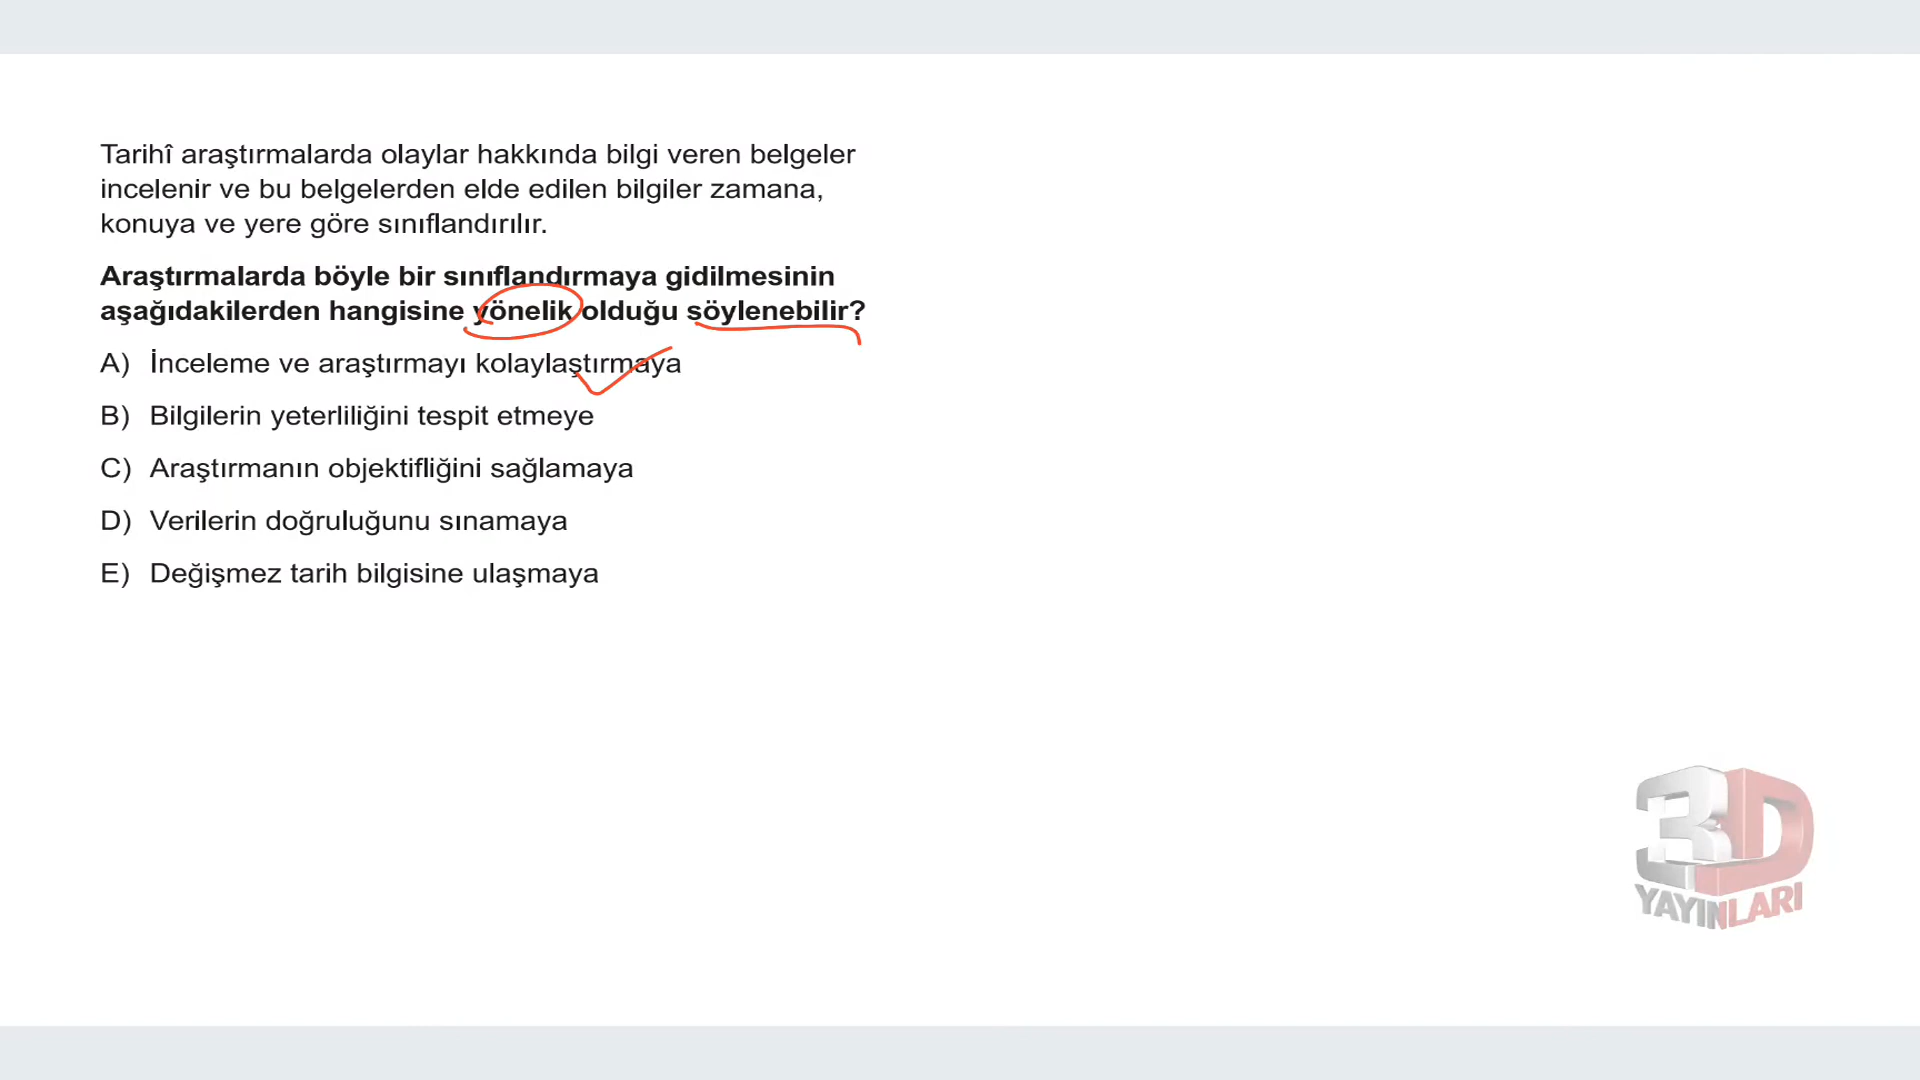 Tarihî araştırmalarda olaylar hakkında bilgi veren belgeler
incelenir ve bu belgelerden elde edilen bilgiler zamana,
konuya ve yere göre sınıflandırılır.
Araştırmalarda böyle bir sınıflandırmaya gidilmesinin
aşağıdakilerden hangisine yönelik olduğu söylenebilir?
A) İnceleme ve araştırmayı kolaylaştırmaya
B) Bilgilerin yeterliliğini tespit etmeye
C) Araştırmanın objektifliğini sağlamaya
D) Verilerin doğruluğunu sınamaya
E) Değişmez tarih bilgisine ulaşmaya
3D
YAYINLARI